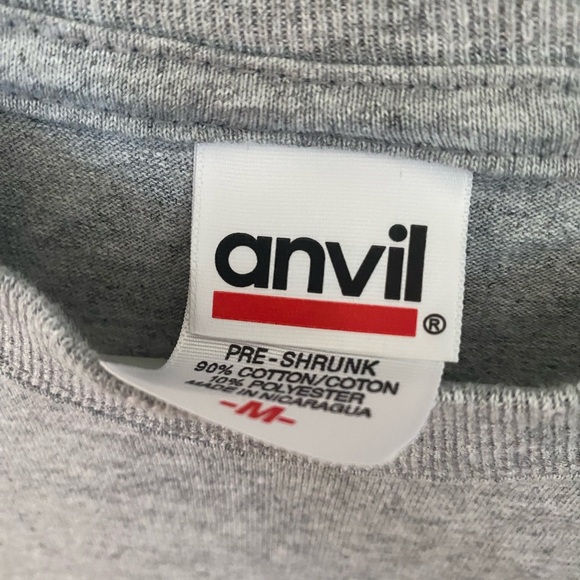 anvil
®
PRE-SHRUNK
90% COTTON/COTON
10% POLYESTER
MADE IN NICARAGUA
-M-